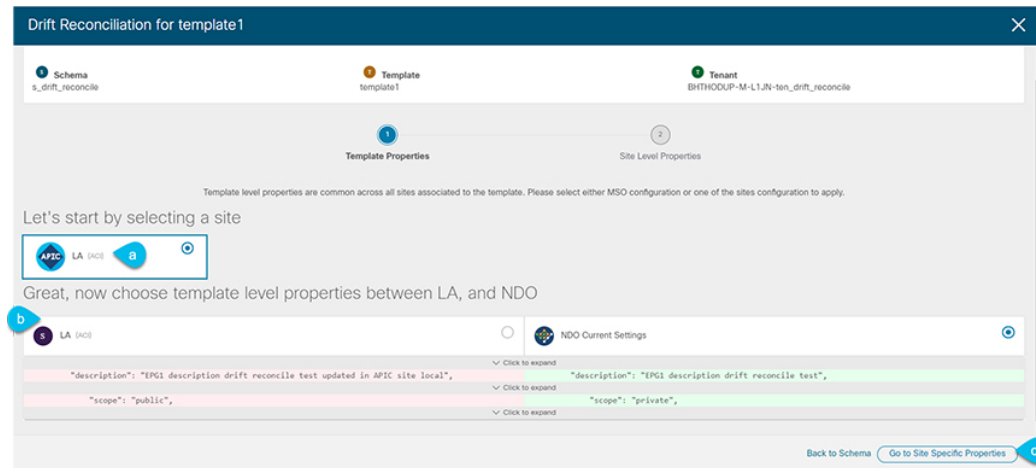 Drift Reconciliation for template1
S Schema
s_drift_reconcile
T Template
template1
T Tenant
BHTHODUP-M-L1JN-ten_drift_reconcile
1
2
Template Properties
Site Level Properties
Template level properties are common across all sites associated to the template. Please select either MSO configuration or one of the sites configuration to apply.
Let's start by selecting a site
APIC LA (ACI) a
Great, now choose template level properties between LA, and NDO
b
S LA (ACI)
NDO Current Settings
Click to expand
"description": "EPG1 description drift reconcile test updated in APIC site local",
"description": "EPG1 description drift reconcile test",
Click to expand
"scope": "public",
"scope": "private",
Click to expand
Back to Schema
Go to Site Specific Properties
c